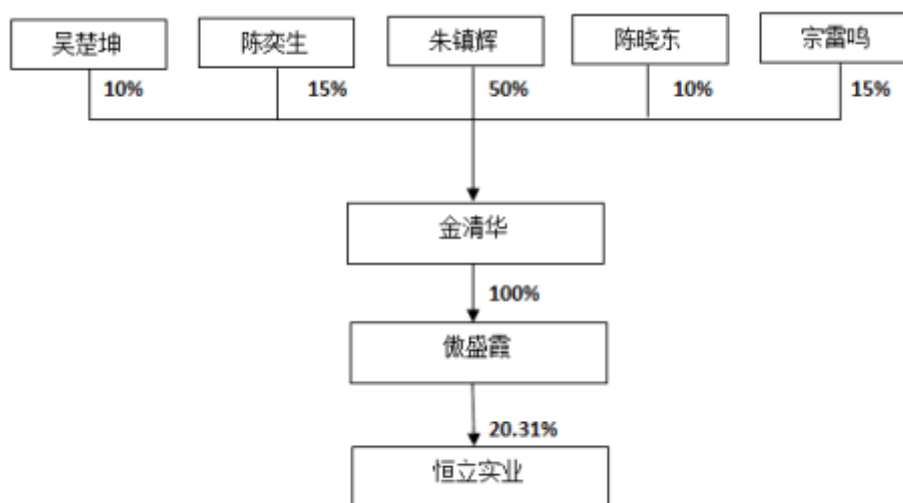 吴楚坤
陈奕生
朱镇辉
陈晓东
宗雷鸣
10%
15%
50%
10%
15%
金清华
100%
傲盛霞
20.31%
恒立实业